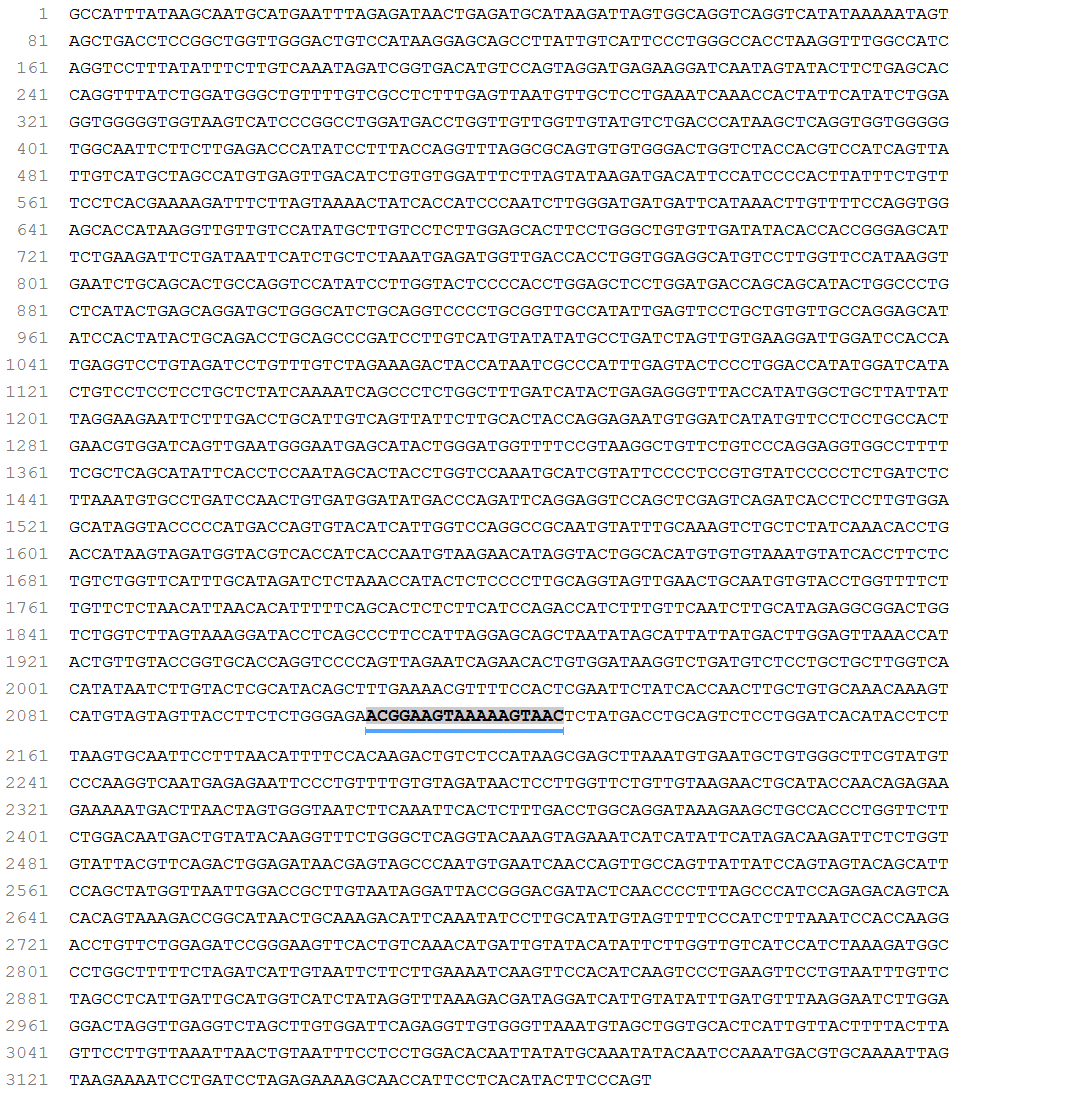 1 GCCATTTATAAGCAATGCATGAATTTAGAGATAACTGAGATGCATAAGATTAGTGGCAGGTCAGGTCATATAAAAATAGT
81 AGCTGACCTCCGGCTGGTTGGGACTGTCCATAAGGAGCAGCCTTATTGTCATTCCCTGGGCCACCTAAGGTTTGGCCATC
161 AGGTCCTTTATATTTCTTGTCAAATAGATCGGTGACATGTCCAGTAGGATGAGAAGGATCAATAGTATACTTCTGAGCAC
241 CAGGTTTATCTGGATGGGCTGTTTTGTCGCCTCTTTGAGTTAATGTTGCTCCTGAAATCAAACCACTATTCATATCTGGA
321 GGTGGGGGTGGTAAGTCATCCCGGCCTGGATGACCTGGTTGTTGGTTGTATGTCTGACCCATAAGCTCAGGTGGTGGGGG
401 TGGCAATTCTTCTTGAGACCCATATCCTTTACCAGGTTTAGGCGCAGTGTGTGGGACTGGTCTACCACGTCCATCAGTTA
481 TTGTCATGCTAGCCATGTGAGTTGACATCTGTGTGGATTTCTTAGTATAAGATGACATTCCATCCCCACTTATTTCTGTT
561 TCCTCACGAAAAGATTTCTTAGTAAAACTATCACCATCCCAATCTTGGGATGATGATTCATAAACTTGTTTTCCAGGTGG
641 AGCACCATAAGGTTGTTGTCCATATGCTTGTCCTCTTGGAGCACTTCCTGGGCTGTGTTGATATACACCACCGGGAGCAT
721 TCTGAAGATTCTGATAATTCATCTGCTCTAAATGAGATGGTTGACCACCTGGTGGAGGCATGTCCTTGGTTCCATAAGGT
801 GAATCTGCAGCACTGCCAGGTCCATATCCTTGGTACTCCCCACCTGGAGCTCCTGGATGACCAGCAGCATACTGGCCCTG
881 CTCATACTGAGCAGGATGCTGGGCATCTGCAGGTCCCCTGCGGTTGCCATATTGAGTTCCTGCTGTGTTGCCAGGAGCAT
961 ATCCACTATACTGCAGACCTGCAGCCCGATCCTTGTCATGTATATATGCCTGATCTAGTTGTGAAGGATTGGATCCACCA
1041 TGAGGTCCTGTAGATCCTGTTTGTCTAGAAAGACTACCATAATCGCCCATTTGAGTACTCCCTGGACCATATGGATCATA
1121 CTGTCCTCCTCCTGCTCTATCAAAATCAGCCCTCTGGCTTTGATCATACTGAGAGGGTTTACCATATGGCTGCTTATTAT
1201 TAGGAAGAATTCTTTGACCTGCATTGTCAGTTATTCTTGCACTACCAGGAGAATGTGGATCATATGTTCCTCCTGCCACT
1281 GAACGTGGATCAGTTGAATGGGAATGAGCATACTGGGATGGTTTTCCGTAAGGCTGTTCTGTCCCAGGAGGTGGCCTTTT
1361 TCGCTCAGCATATTCACCTCCAATAGCACTACCTGGTCCAAATGCATCGTATTCCCCTCCGTGTATCCCCCTCTGATCTC
1441 TTAAATGTGCCTGATCCAACTGTGATGGATATGACCCAGATTCAGGAGGTCCAGCTCGAGTCAGATCACCTCCTTGTGGA
1521 GCATAGGTACCCCCATGACCAGTGTACATCATTGGTCCAGGCCGCAATGTATTTGCAAAGTCTGCTCTATCAAACACCTG
1601 ACCATAAGTAGATGGTACGTCACCATCACCAATGTAAGAACATAGGTACTGGCACATGTGTGTAAATGTATCACCTTCTC
1681 TGTCTGGTTCATTTGCATAGATCTCTAAACCATACTCTCCCCTTGCAGGTAGTTGAACTGCAATGTGTACCTGGTTTTCT
1761 TGTTCTCTAACATTAACACATTTTTCAGCACTCTCTTCATCCAGACCATCTTTGTTCAATCTTGCATAGAGGCGGACTGG
1841 TCTGGTCTTAGTAAAGGATACCTCAGCCCTTCCATTAGGAGCAGCTAATATAGCATTATTATGACTTGGAGTTAAACCAT
1921 ACTGTTGTACCGGTGCACCAGGTCCCCAGTTAGAATCAGAACACTGTGGATAAGGTCTGATGTCTCCTGCTGCTTGGTCA
2001 CATATAATCTTGTACTCGCATACAGCTTTGAAAACGTTTTCCACTCGAATTCTATCACCAACTTGCTGTGCAAACAAAGT
2081 CATGTAGTAGTTACCTTCTCTGGGAGAACGGAAGTAAAAAGTAACTCTATGACCTGCAGTCTCCTGGATCACATACCTCT
2161 TAAGTGCAATTCCTTTAACATTTTCCACAAGACTGTCTCCATAAGCGAGCTTAAATGTGAATGCTGTGGGCTTCGTATGT
2241 CCCAAGGTCAATGAGAGAATTCCCTGTTTTGTGTAGATAACTCCTTGGTTCTGTTGTAAGAACTGCATACCAACAGAGAA
2321 GAAAAATGACTTAACTAGTGGGTAATCTTCAAATTCACTCTTTGACCTGGCAGGATAAAGAAGCTGCCACCCTGGTTCTT
2401 CTGGACAATGACTGTATACAAGGTTTCTGGGCTCAGGTACAAAGTAGAAATCATCATATTCATAGACAAGATTCTCTGGT
2481 GTATTACGTTCAGACTGGAGATAACGAGTAGCCCAATGTGAATCAACCAGTTGCCAGTTATTATCCAGTAGTACAGCATT
2561 CCAGCTATGGTTAATTGGACCGCTTGTAATAGGATTACCGGGACGATACTCAACCCCTTTAGCCCATCCAGAGACAGTCA
2641 CACAGTAAAGACCGGCATAACTGCAAAGACATTCAAATATCCTTGCATATGTAGTTTTCCCATCTTTAAATCCACCAAGG
2721 ACCTGTTCTGGAGATCCGGGAAGTTCACTGTCAAACATGATTGTATACATATTCTTGGTTGTCATCCATCTAAAGATGGC
2801 CCTGGCTTTTTCTAGATCATTGTAATTCTTCTTGAAAATCAAGTTCCACATCAAGTCCCTGAAGTTCCTGTAATTTGTTC
2881 TAGCCTCATTGATTGCATGGTCATCTATAGGTTTAAAGACGATAGGATCATTGTATATTTGATGTTTAAGGAATCTTGGA
2961 GGACTAGGTTGAGGTCTAGCTTGTGGATTCAGAGGTTGTGGGTTAAATGTAGCTGGTGCACTCATTGTTACTTTTACTTA
3041 GTTCCTTGTTAAATTAACTGTAATTTCCTCCTGGACACAATTATATGCAAATATACAATCCAAATGACGTGCAAAATTAG
3121 TAAGAAAATCCTGATCCTAGAGAAAAGCAACCATTCCTCACATACTTCCCAGT